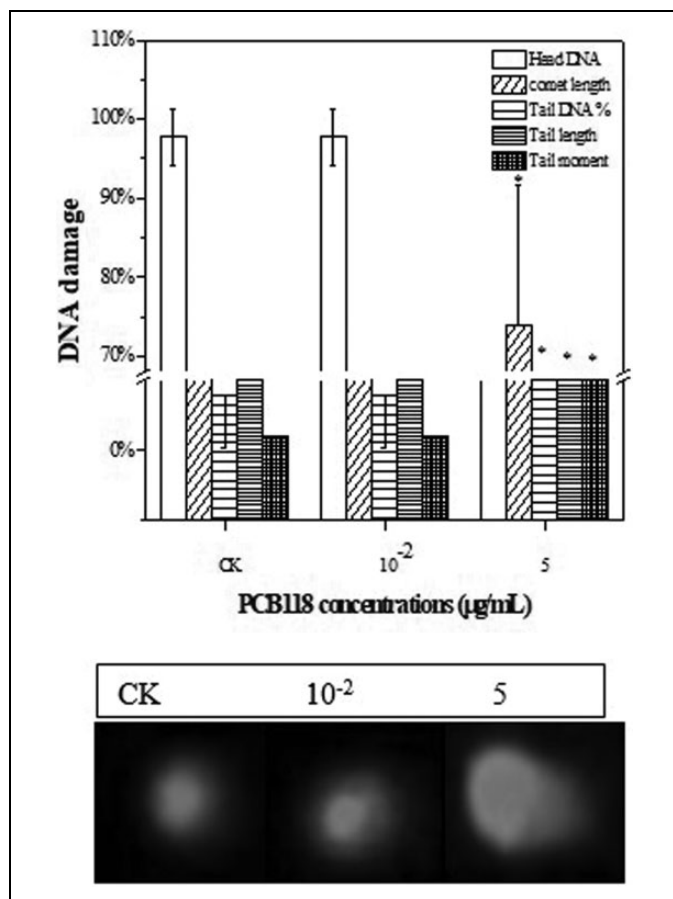 110%
100%
90%
80%
70%
0%
DNA damage
Head DNA
comet length
Tail DNA %
Tail length
Tail moment
*
* * *
CK 10-2 5
PCB118 concentrations (μg/mL)
CK 10-2 5